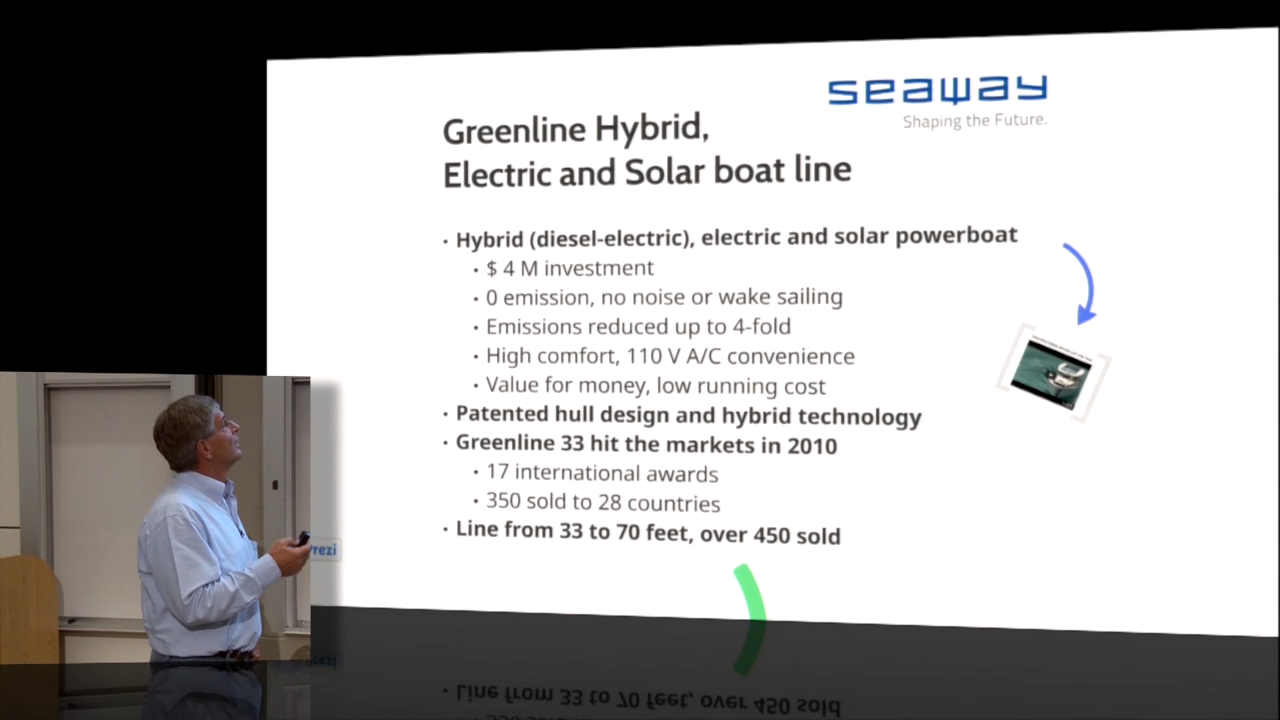 seaway
Shaping the Future.
Greenline Hybrid,
Electric and Solar boat line
· Hybrid (diesel-electric), electric and solar powerboat
· $ 4 M investment
· 0 emission, no noise or wake sailing
· Emissions reduced up to 4-fold
· High comfort, 110 V A/C convenience
· Value for money, low running cost
· Patented hull design and hybrid technology
· Greenline 33 hit the markets in 2010
· 17 international awards
· 350 sold to 28 countries
· Line from 33 to 70 feet, over 450 sold
Prezi